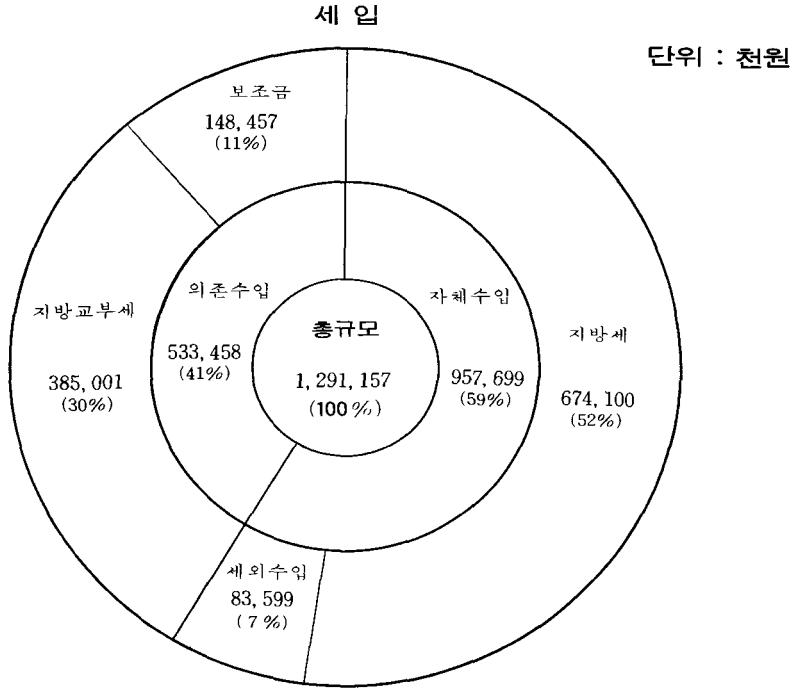 세 입
단위 : 천원
보조금
148,457
(11%)
의존수입
533,458
(41%)
총규모
1,291,157
(100%)
자체수입
957,699
(59%)
지방교부세
385,001
(30%)
지방세
674,100
(52%)
세외수입
83,599
(7%)